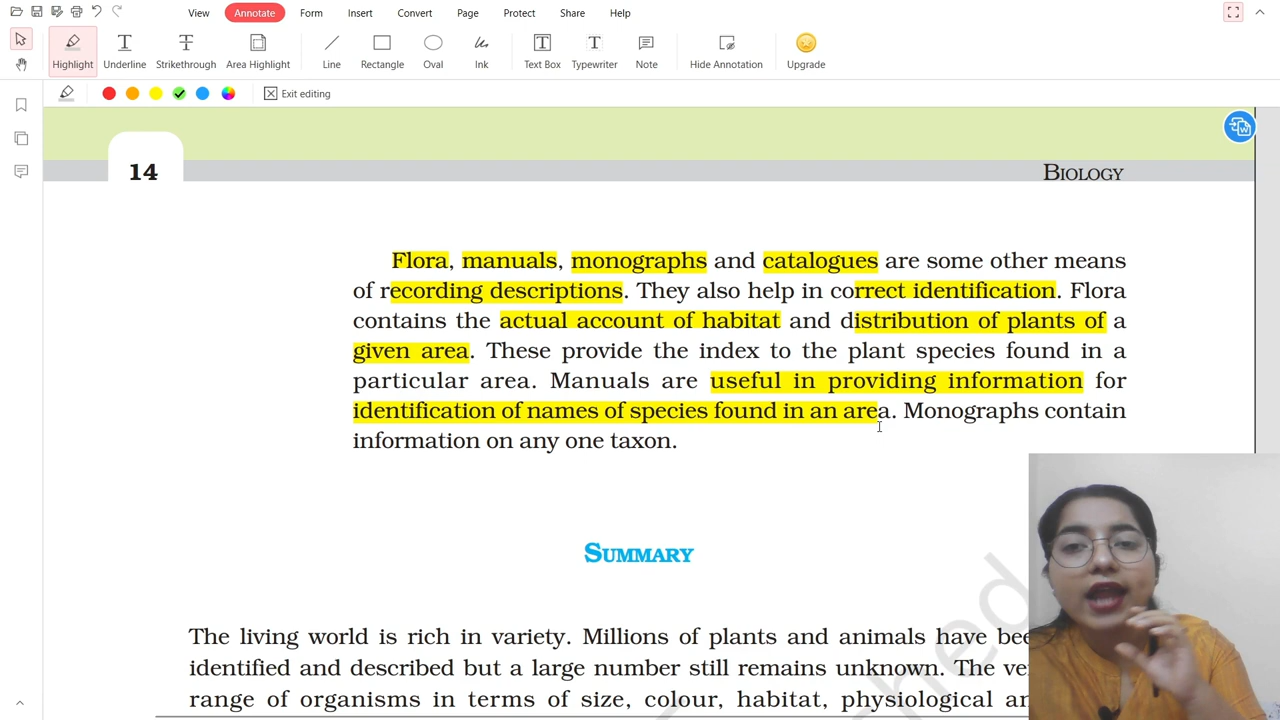 View Annotate Form Insert Convert Page Protect Share Help
Highlight Underline Strikethrough Area Highlight Line Rectangle Oval Ink Text Box Typewriter Note Hide Annotation Upgrade
Exit editing
14
BIOLOGY
Flora, manuals, monographs and catalogues are some other means
of recording descriptions. They also help in correct identification. Flora
contains the actual account of habitat and distribution of plants of a
given area. These provide the index to the plant species found in a
particular area. Manuals are useful in providing information for
identification of names of species found in an area. Monographs contain
information on any one taxon.
SUMMARY
The living world is rich in variety. Millions of plants and animals have
identified and described but a large number still remains unknown. The
range of organisms in terms of size, colour, habitat, physiological